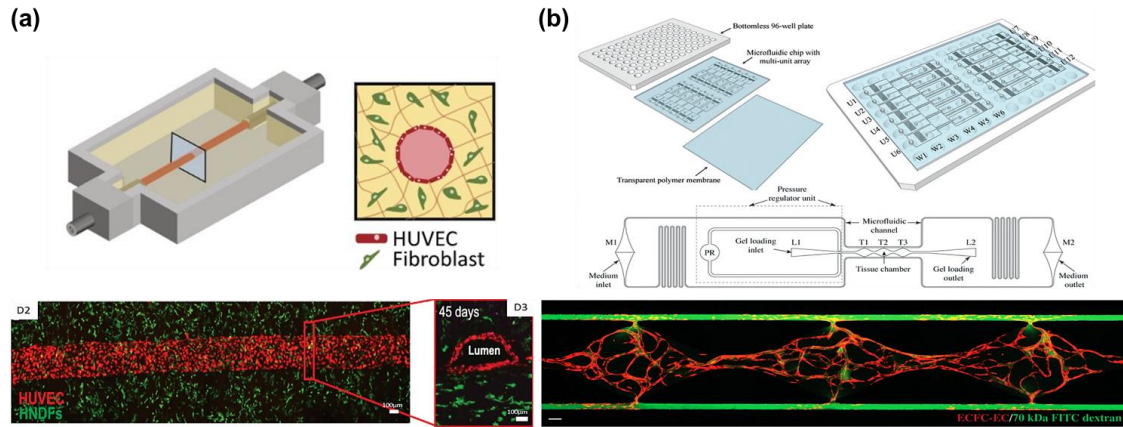 (a)
HUVEC
Fibroblast
D2
HUVEC
HNDFs
100µm
45 days
D3
Lumen
100µm
(b)
Bottomless 96-well plate
Microfluidic chip with
multi-unit array
Transparent polymer membrane
U1
U2
U3
U4
U5
U6
W1
W2
W3
W4
W5
W6
U7
U8
U9
U10
U11
U12
Pressure
regulator unit
Microfluidic
channel
M1
Medium
inlet
PR
Gel loading
inlet
L1
T1
T2
T3
Tissue chamber
L2
Gel loading
outlet
M2
Medium
outlet
ECFC-EC/70 kDa FITC dextran